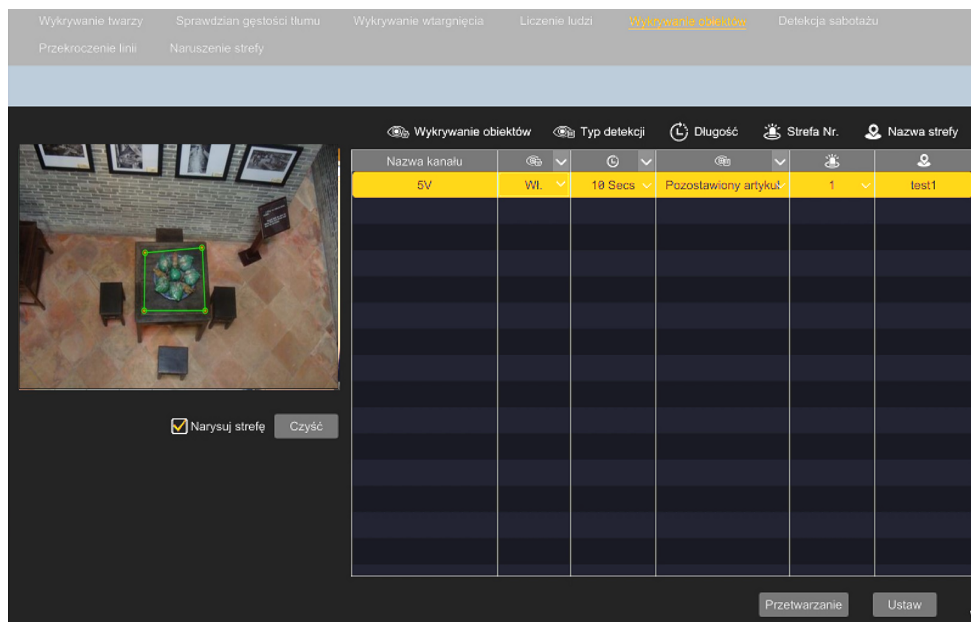 Wykrywanie twarzy Sprawdzian gęstości tłumu Wykrywanie wtargnięcia Liczenie ludzi Wykrywanie obiektów Detekcja sabotażu
Przekroczenie linii Naruszenie strefy
Wykrywanie obiektów Typ detekcji Długość Strefa Nr. Nazwa strefy
Nazwa kanału
5V Wł. 10 Secs Pozostawiony artykuł 1 test1
Narysuj strefę Czyść
Przetwarzanie Ustaw